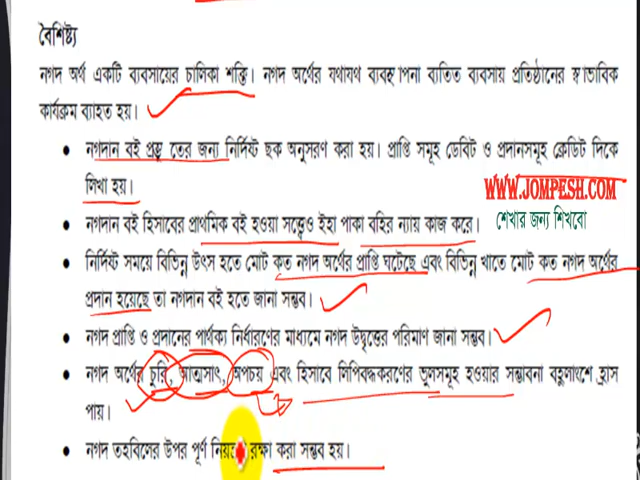 বৈশিষ্ট্য
নগদ অর্থ একটি ব্যবসায়ের চালিকা শক্তি। নগদ অর্থের যথাযথ ব্যবস্থাপনা ব্যতিত ব্যবসায় প্রতিষ্ঠানের স্বাভাবিক
কার্যক্রম ব্যাহত হয়।
• নগদান বই প্রস্তু তের জন্য নির্দিষ্ট ছক অনুসরণ করা হয়। প্রাপ্তি সমূহ ডেবিট ও প্রদানসমূহ ক্রেডিট দিকে
লিখা হয়।
WWW.JOMPESH.COM
• নগদান বই হিসাবের প্রাথমিক বই হওয়া সত্ত্বেও ইহা পাকা বহির ন্যায় কাজ করে।
শেখার জন্য শিখবো
• নির্দিষ্ট সময়ে বিভিন্ন উৎস হতে মোট কত নগদ অর্থের প্রাপ্তি ঘটেছে এবং বিভিন্ন খাতে মোট কত নগদ অর্থের
প্রদান হয়েছে তা নগদান বই হতে জানা সম্ভব।
• নগদ প্রাপ্তি ও প্রদানের পার্থক্য নির্ধারণের মাধ্যমে নগদ উদ্বৃত্তের পরিমাণ জানা সম্ভব।
• নগদ অর্থের চুরি, আত্মসাৎ, অপচয় এবং হিসাবে লিপিবদ্ধকরণের ভুলসমূহ হওয়ার সম্ভাবনা বহুলাংশে হ্রাস
পায়।
• নগদ তহবিলের উপর পূর্ণ রক্ষা করা সম্ভব হয়।